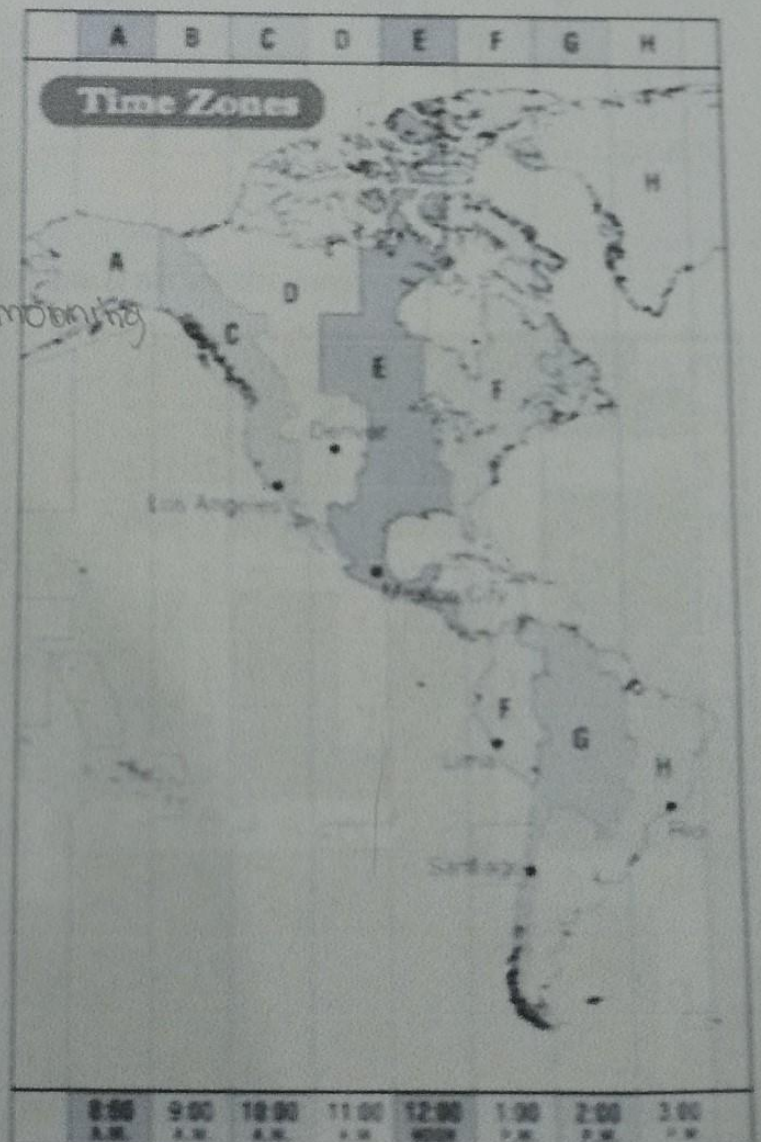 A B C D E F G H
Time Zones
H
A
D
moorning
C
E
F
Denver
Los Angeles
Mexico City
F
G
Lima
H
Rio
Santiago
8:00 9:00 10:00 11:00 12:00 1:00 2:00 3:00
A.M. A.M. A.M. A.M. NOON P.M. P.M. P.M.